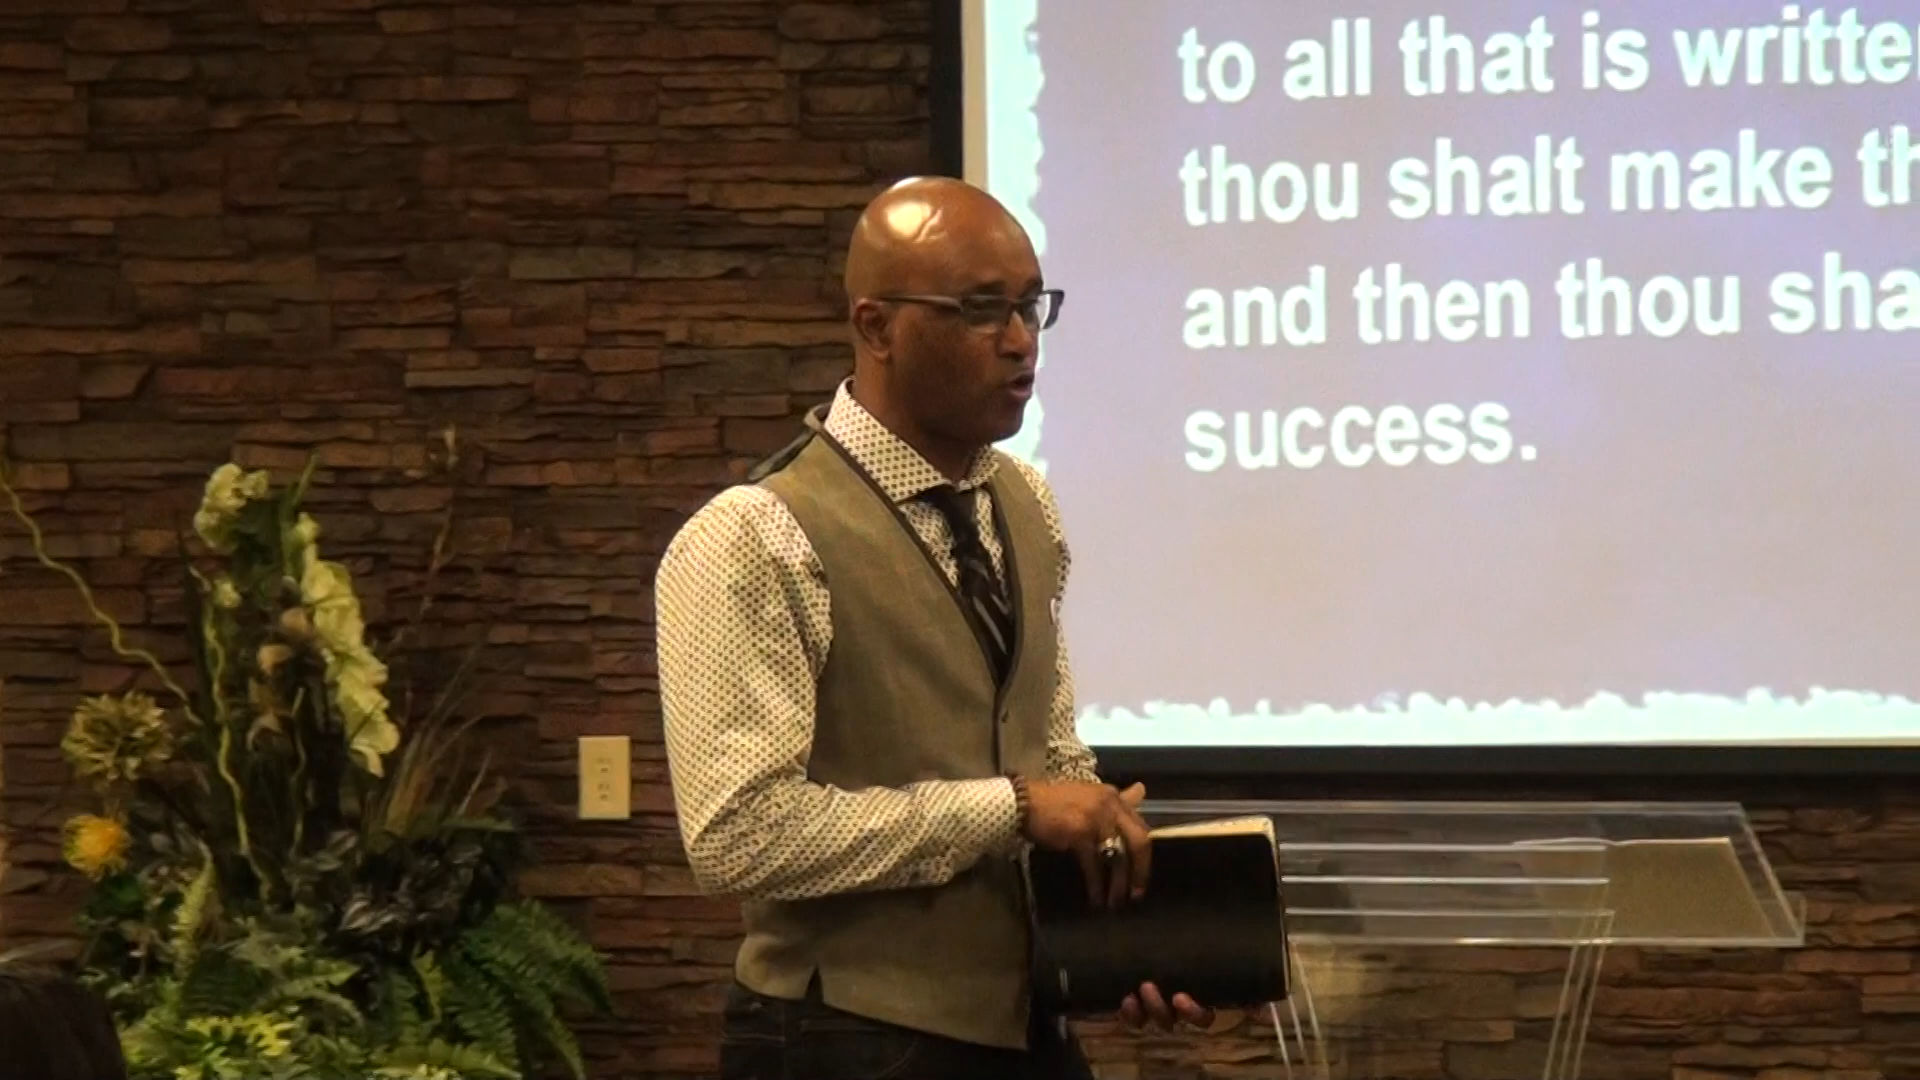 to all that is writte
thou shalt make th
and then thou sha
success.